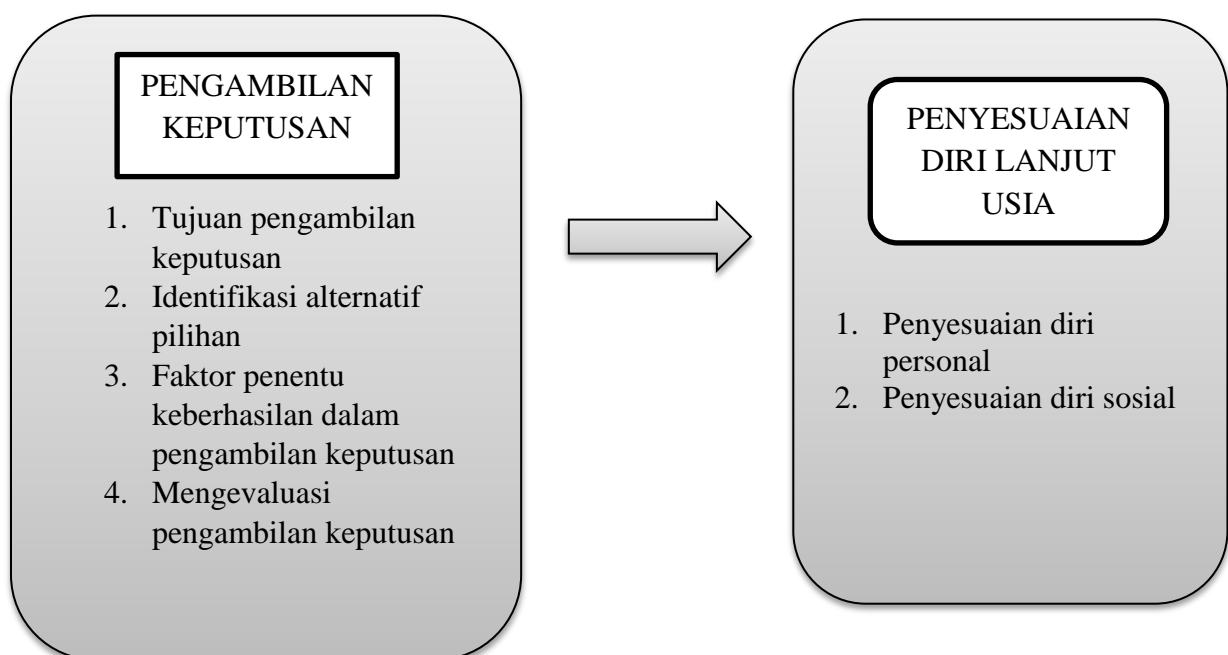 PENGAMBILAN
KEPUTUSAN
1. Tujuan pengambilan
keputusan
2. Identifikasi alternatif
pilihan
3. Faktor penentu
keberhasilan dalam
pengambilan keputusan
4. Mengevaluasi
pengambilan keputusan
PENYESUAIAN
DIRI LANJUT
USIA
1. Penyesuaian diri
personal
2. Penyesuaian diri sosial